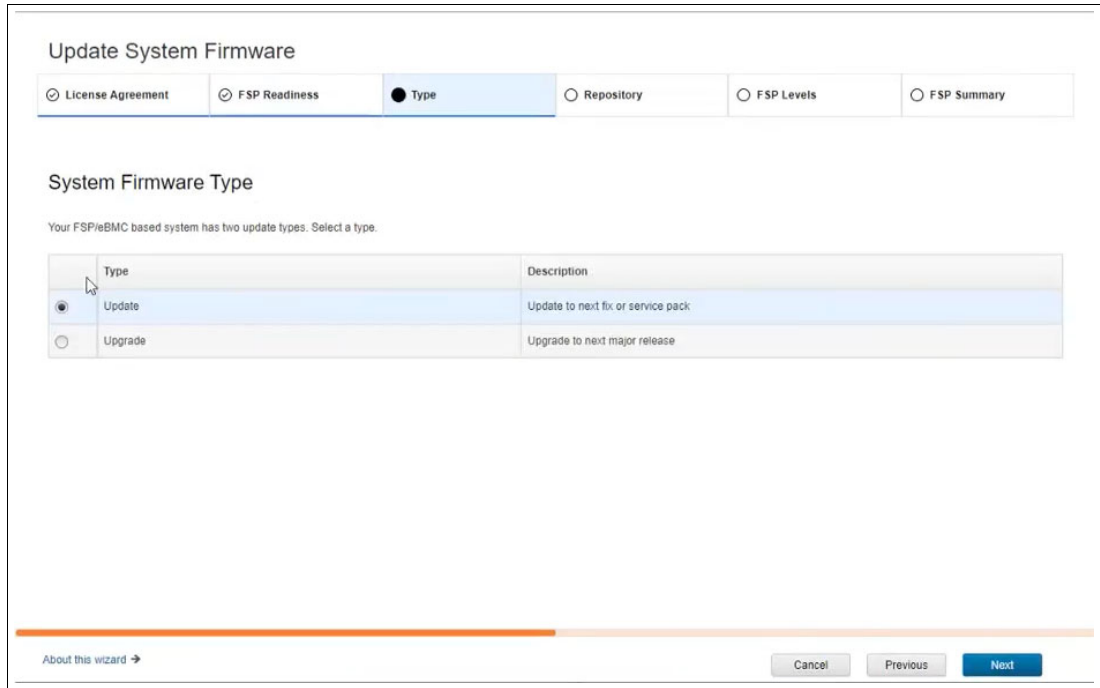 Update System Firmware
License Agreement FSP Readiness Type Repository FSP Levels FSP Summary
System Firmware Type
Your FSP/eBMC based system has two update types. Select a type.
Type Description
Update Update to next fix or service pack
Upgrade Upgrade to next major release
About this wizard
Cancel Previous Next